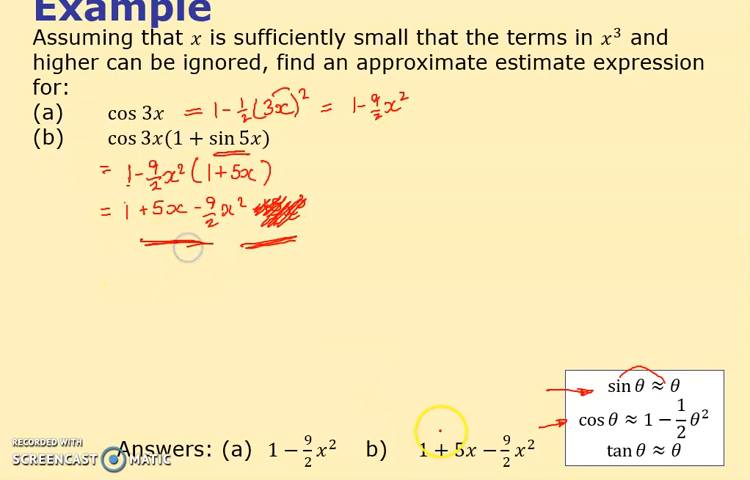 Example
Assuming that x is sufficiently small that the terms in x³ and
higher can be ignored, find an approximate estimate expression
for:
(a) cos 3x = 1 - ½(3x)² = 1 - 9/2 x²
(b) cos 3x(1 + sin 5x)
= 1 - 9/2 x² (1 + 5x)
= 1 + 5x - 9/2 x²
sin θ ≈ θ
cos θ ≈ 1 − 1/2 θ²
tan θ ≈ θ
Answers: (a) 1 − 9/2 x² b) 1 + 5x − 9/2 x²
RECORDED WITH
SCREENCAST MATIC